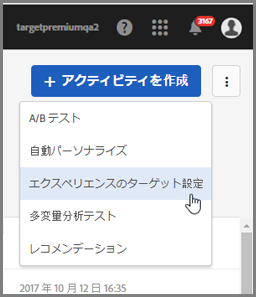 targetpremiumqa2
3167
+ アクティビティを作成
A/B テスト
自動パーソナライズ
エクスペリエンスのターゲット設定
多変量分析テスト
レコメンデーション
2017 年 10 月 12 日 16:35